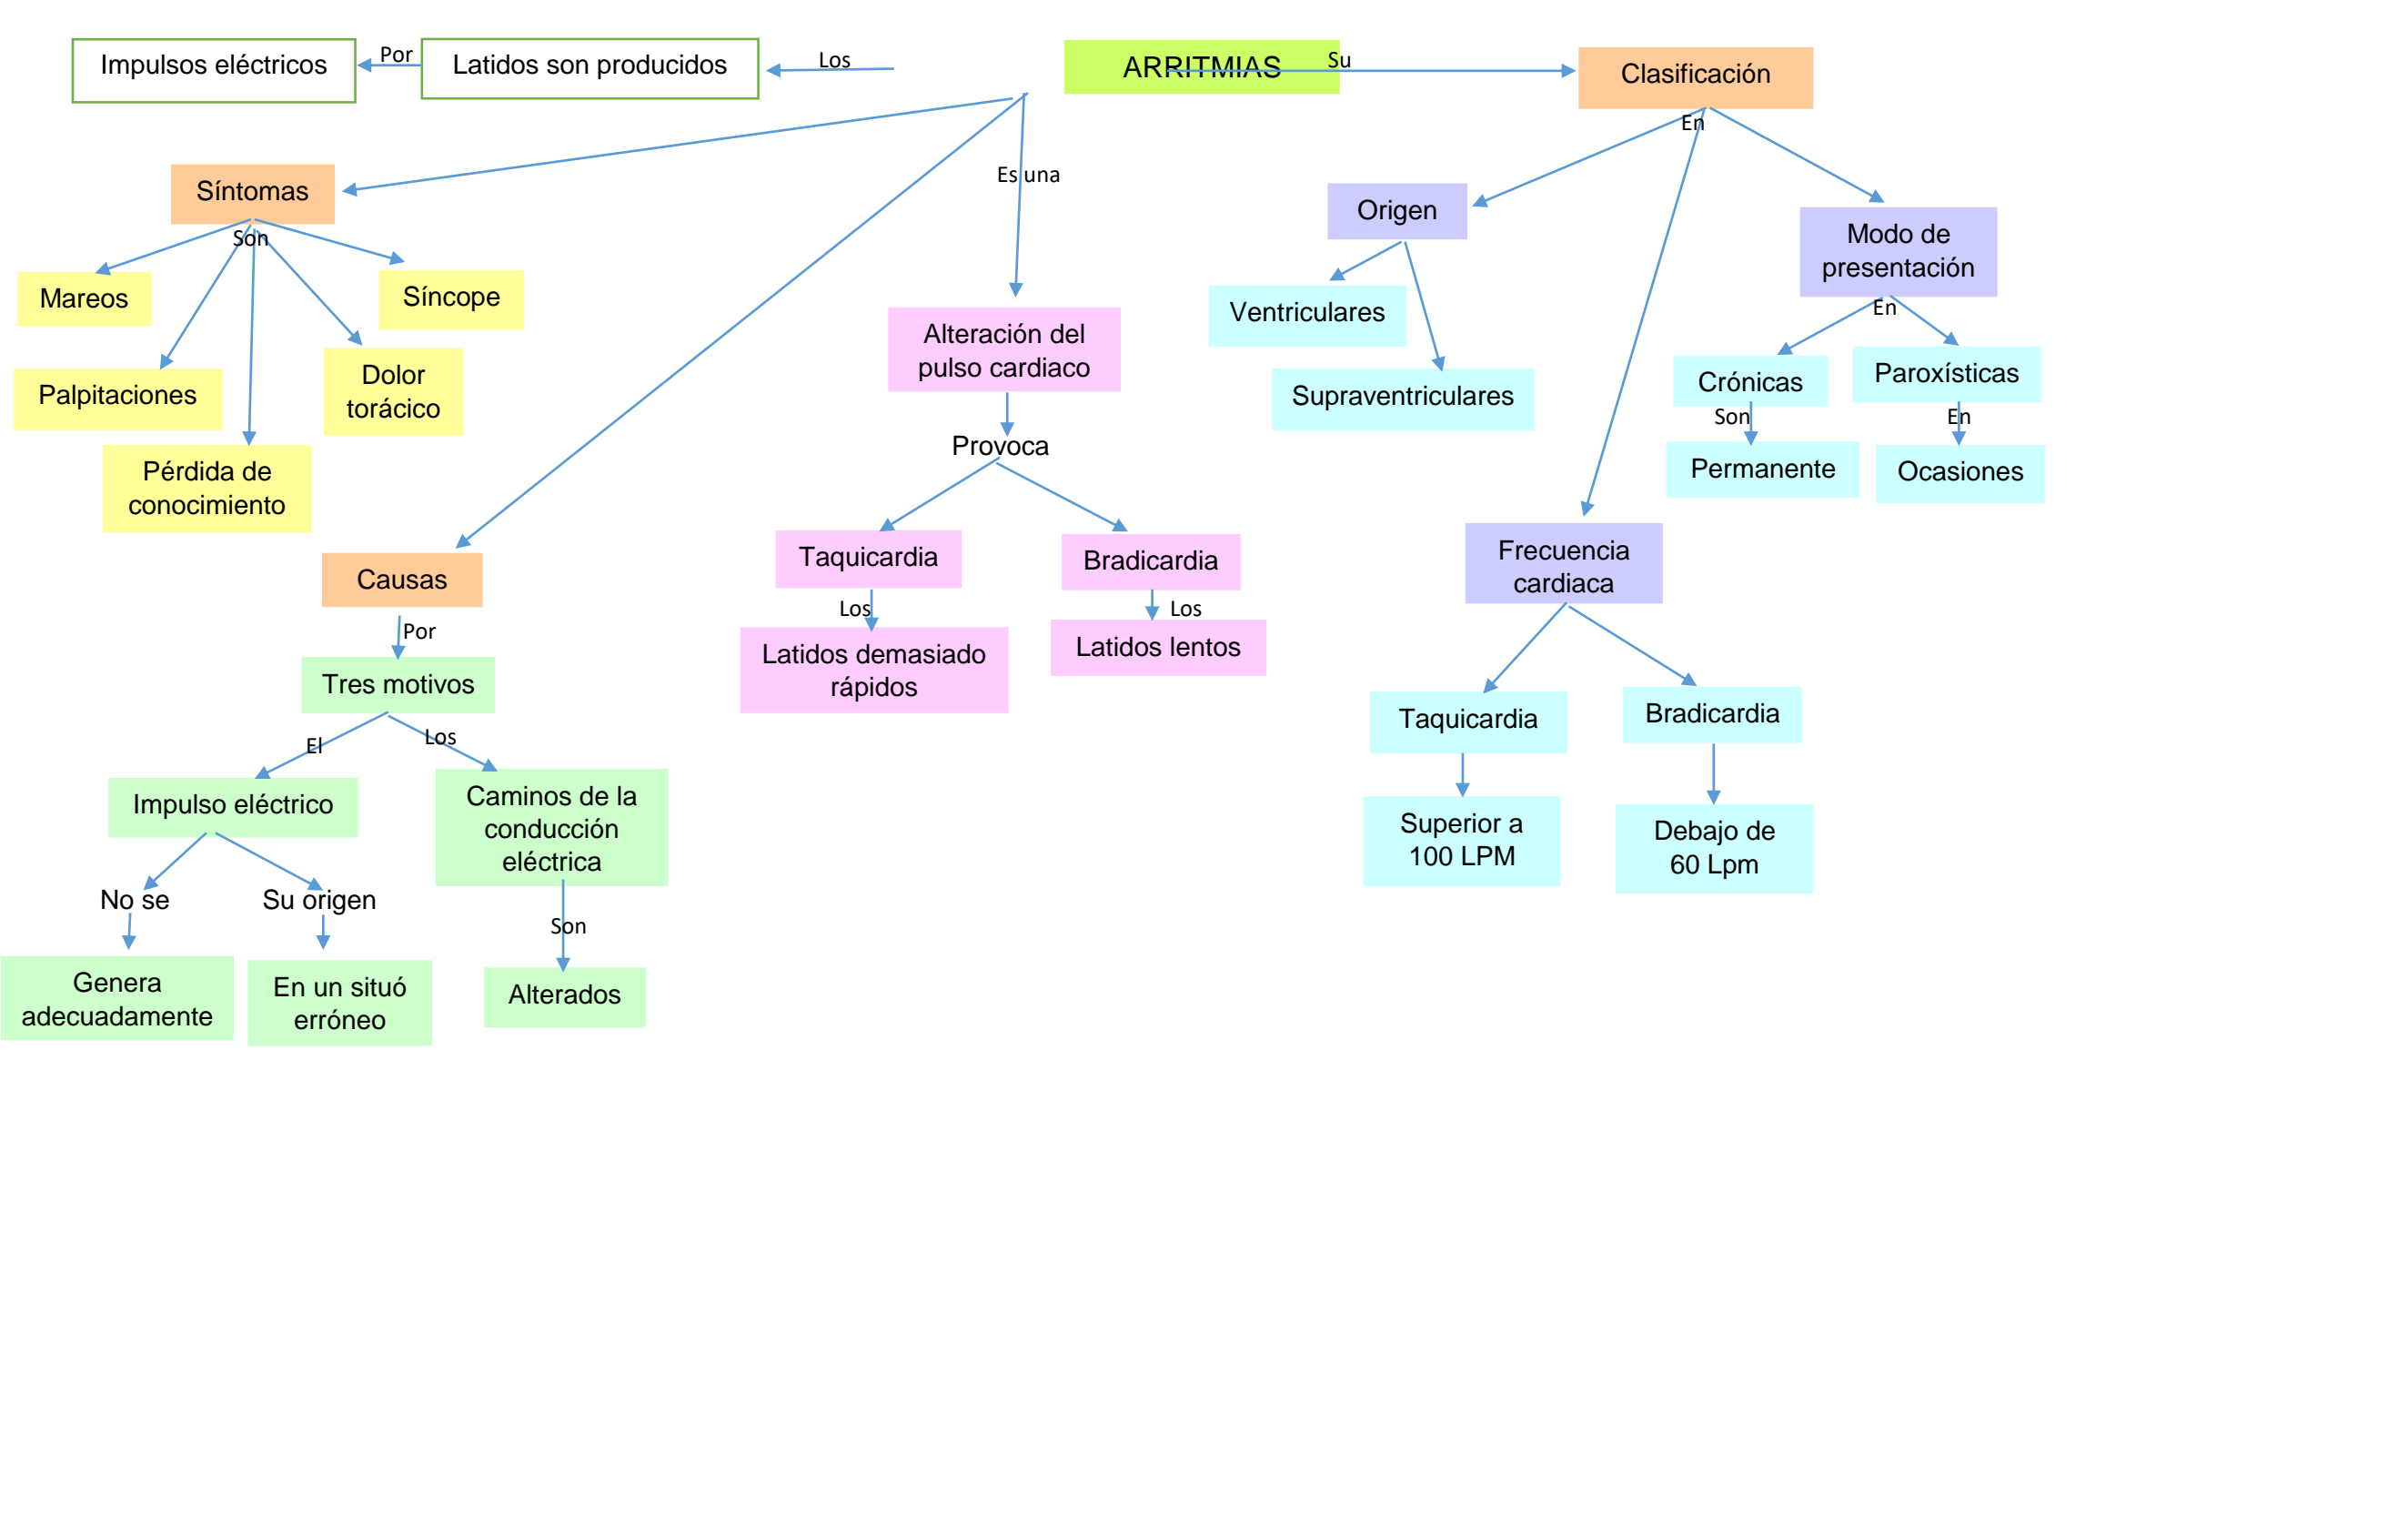 Impulsos eléctricos
Por
Latidos son producidos
Los
ARRITMIAS
Su
Clasificación
En
Síntomas
Son
Mareos
Síncope
Palpitaciones
Dolor
torácico
Pérdida de
conocimiento
Es una
Alteración del
pulso cardiaco
Provoca
Taquicardia
Bradicardia
Los
Los
Latidos demasiado
rápidos
Latidos lentos
Causas
Por
Tres motivos
El
Los
Impulso eléctrico
Caminos de la
conducción
eléctrica
No se
Su origen
Son
Genera
adecuadamente
En un situó
erróneo
Alterados
Origen
Ventriculares
Supraventriculares
Modo de
presentación
En
Crónicas
Paroxísticas
Son
En
Permanente
Ocasiones
Frecuencia
cardiaca
Taquicardia
Bradicardia
Superior a
100 LPM
Debajo de
60 Lpm